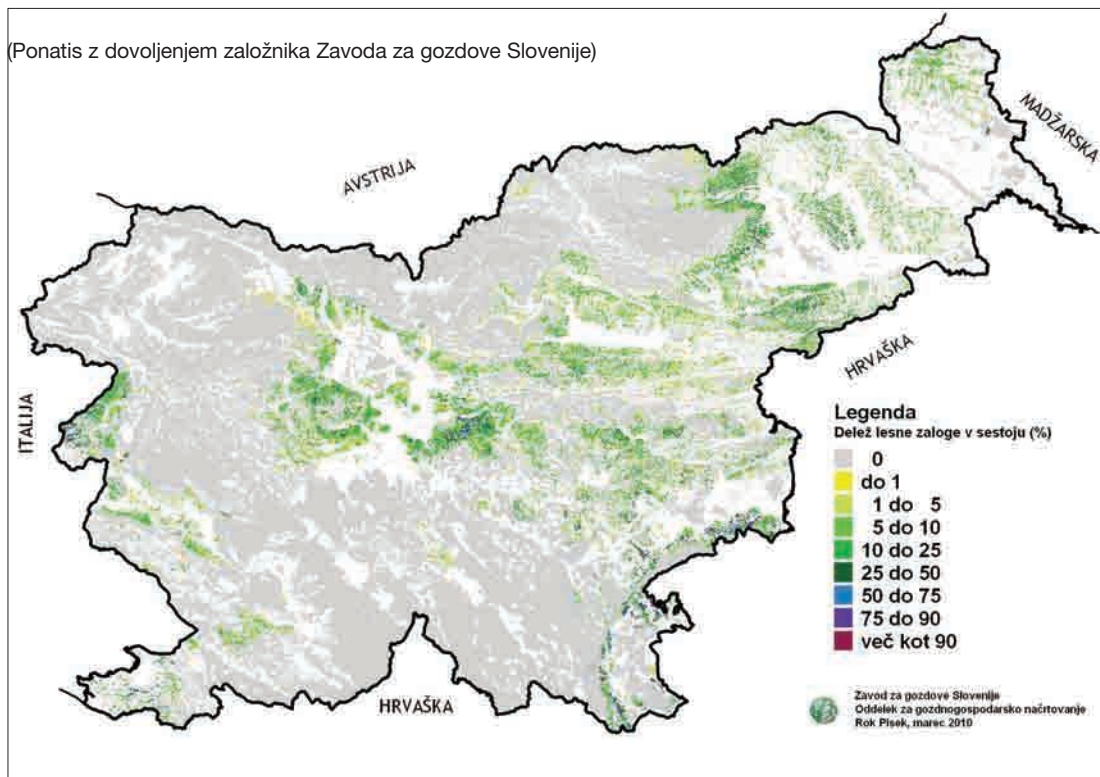 (Ponatis z dovoljenjem založnika Zavoda za gozdove Slovenije)
MADŽARSKA
AVSTRIJA
HRVAŠKA
ITALIJA
Legenda
Delež lesne zaloge v sestoju (%)
0
do 1
1 do 5
5 do 10
10 do 25
25 do 50
50 do 75
75 do 90
več kot 90
HRVAŠKA
Zavod za gozdove Slovenije
Oddelek za gozdnogospodarsko načrtovanje
Rok Pisek, marec 2010